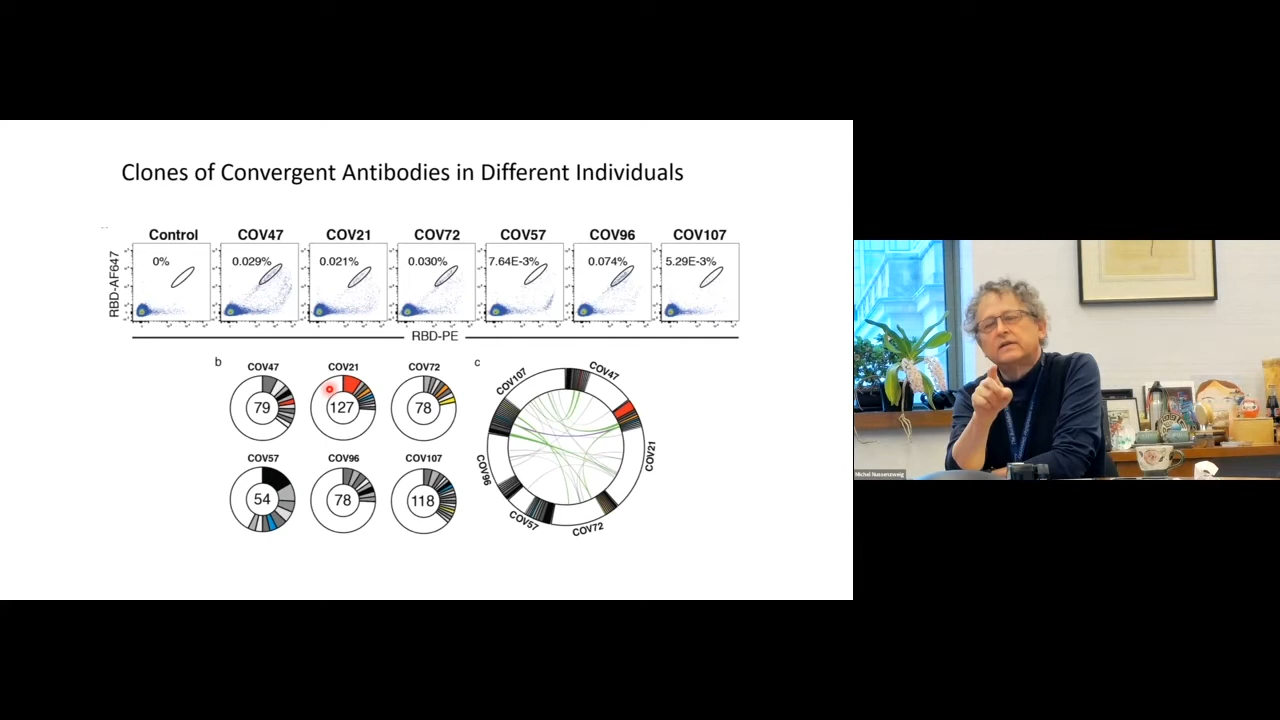 Clones of Convergent Antibodies in Different Individuals
Control COV47 COV21 COV72 COV57 COV96 COV107
0% 0.029% 0.021% 0.030% 7.64E-3% 0.074% 5.29E-3%
RBD-AF647
RBD-PE
b
COV47 COV21 COV72
79 127 78
COV57 COV96 COV107
54 78 118
c
COV107 COV47
COV21
COV96
COV57 COV72
Michel Nussenzweig